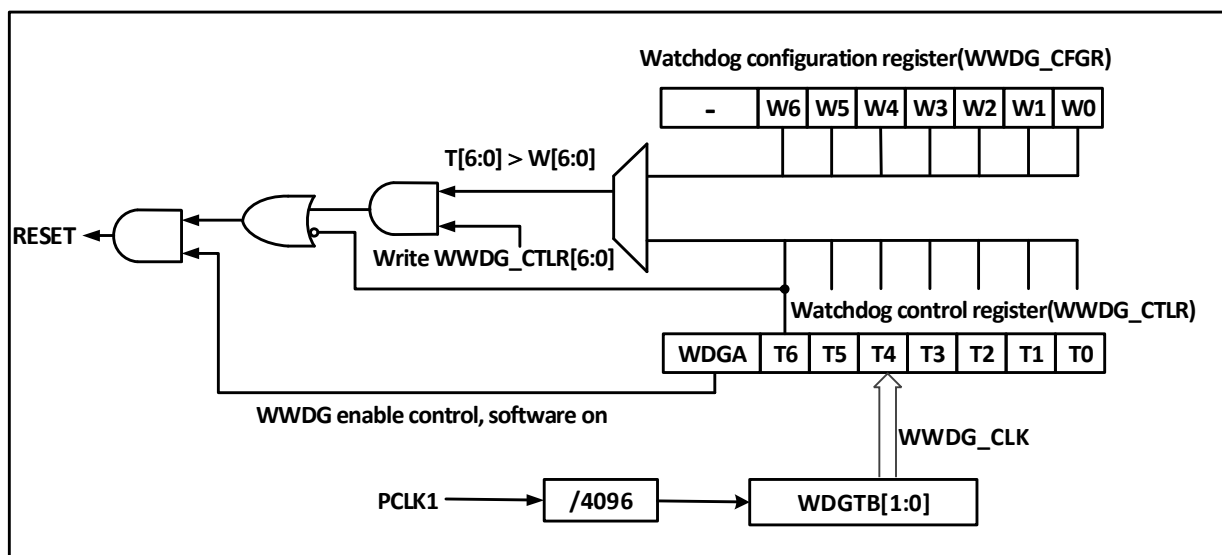 Watchdog configuration register(WWDG_CFGR)
- W6 W5 W4 W3 W2 W1 W0
T[6:0] > W[6:0]
RESET
Write WWDG_CTLR[6:0]
Watchdog control register(WWDG_CTLR)
WDGA T6 T5 T4 T3 T2 T1 T0
WWDG enable control, software on
WWDG_CLK
PCLK1 /4096 WDGTB[1:0]